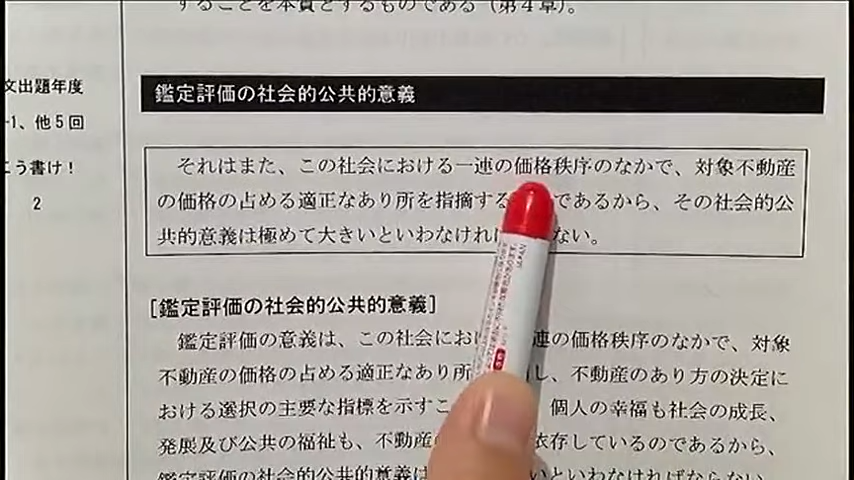 することを本質とするものである（第４章）。
文出題年度
-1、他５回
こう書け！
2
鑑定評価の社会的公共的意義
それはまた、この社会における一連の価格秩序のなかで、対象不動産
の価格の占める適正なあり所を指摘する であるから、その社会的公
共的意義は極めて大きいといわなけれ ない。
［鑑定評価の社会的公共的意義］
鑑定評価の意義は、この社会にお 連の価格秩序のなかで、対象
不動産の価格の占める適正なあり所 し、不動産のあり方の決定に
おける選択の主要な指標を示すこ 個人の幸福も社会の成長、
発展及び公共の福祉も、不動産 依存しているのであるから、
鑑定評価の社会的公共的意義は いといわなければならない
JAPAN